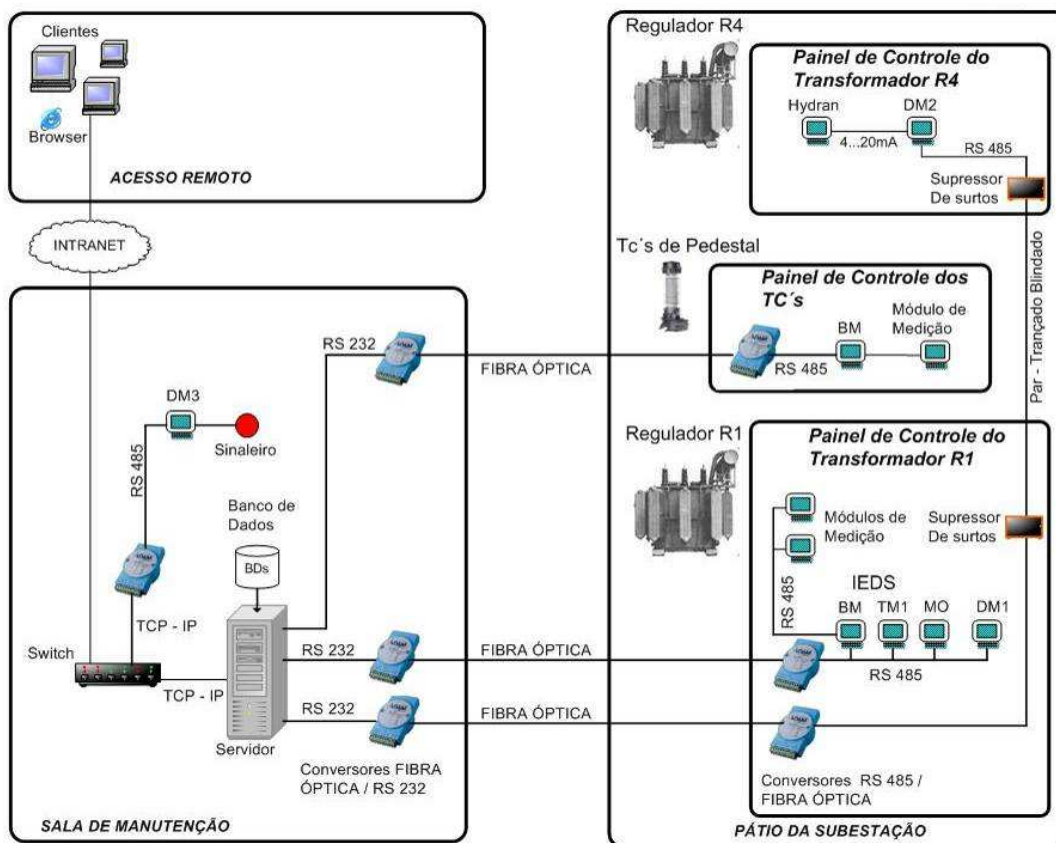 Clientes
Browser
ACESSO REMOTO
INTRANET
RS 232
DM3
Sinaleiro
RS 485
Banco de
Dados
BDs
TCP - IP
Switch
TCP - IP
Servidor
RS 232
RS 232
Conversores FIBRA
ÓPTICA / RS 232
SALA DE MANUTENÇÃO
FIBRA ÓPTICA
FIBRA ÓPTICA
FIBRA ÓPTICA
Regulador R4
Painel de Controle do
Transformador R4
Hydran
DM2
4...20mA
RS 485
Supressor
De surtos
Par - Trançado Blindado
Tc´s de Pedestal
Painel de Controle dos
TC´s
RS 485
BM
Módulo de
Medição
Regulador R1
Painel de Controle do
Transformador R1
Módulos de
Medição
Supressor
De surtos
RS 485
IEDS
BM
TM1
MO
DM1
RS 485
Conversores RS 485 /
FIBRA ÓPTICA
PÁTIO DA SUBESTAÇÃO